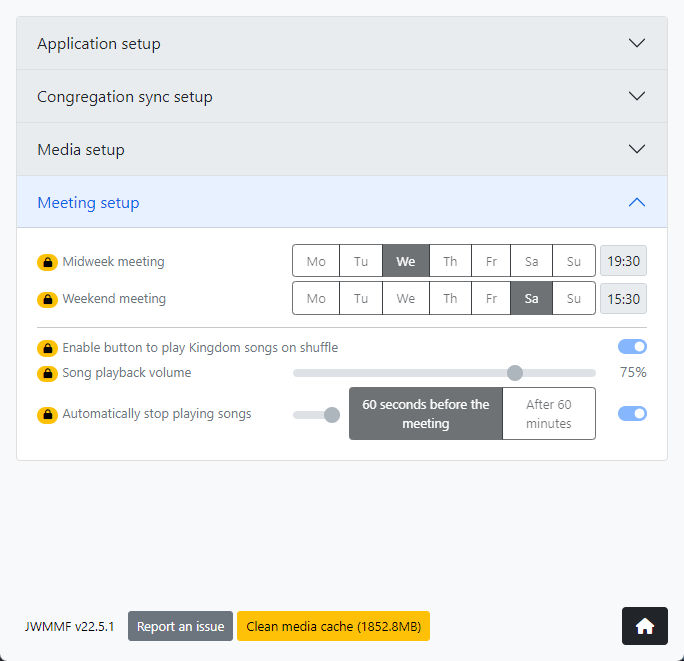 Application setup
Congregation sync setup
Media setup
Meeting setup
Midweek meeting Mo Tu We Th Fr Sa Su 19:30
Weekend meeting Mo Tu We Th Fr Sa Su 15:30
Enable button to play Kingdom songs on shuffle
Song playback volume 75%
Automatically stop playing songs
60 seconds before the
meeting
After 60
minutes
JWMMF v22.5.1 Report an issue Clean media cache (1852.8MB)